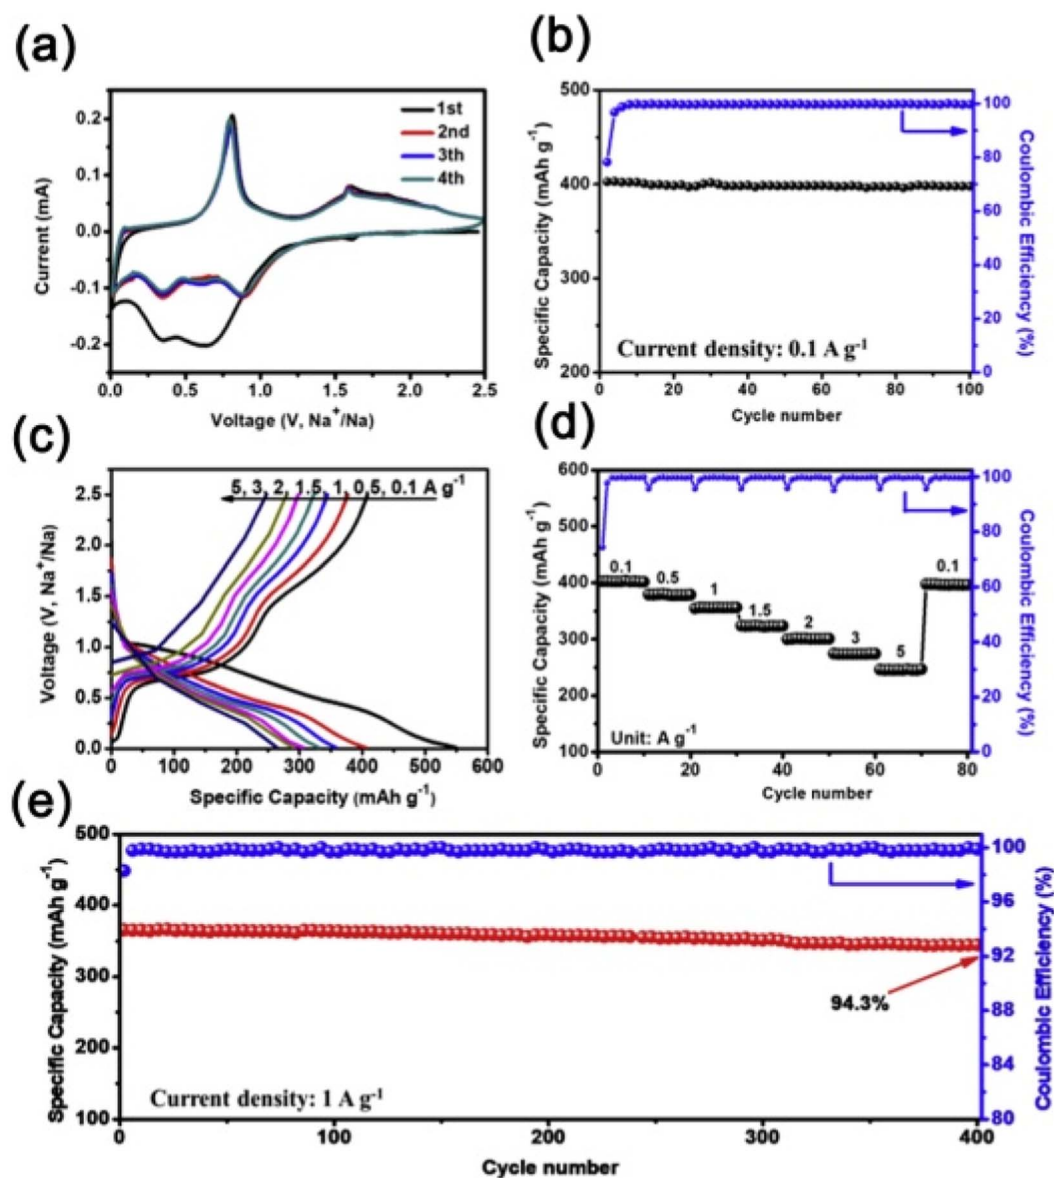 (a)
0.2
0.1
0.0
-0.1
-0.2
Current (mA)
1st
2nd
3th
4th
0.0 0.5 1.0 1.5 2.0 2.5
Voltage (V, Na⁺/Na)
(b)
500
400
300
200
Specific Capacity (mAh g⁻¹)
100
80
60
40
20
0
Coulombic Efficiency (%)
Current density: 0.1 A g⁻¹
0 20 40 60 80 100
Cycle number
(c)
2.5
2.0
1.5
1.0
0.5
0.0
Voltage (V, Na⁺/Na)
5, 3, 2, 1.5, 1, 0.5, 0.1 A g⁻¹
0 100 200 300 400 500 600
Specific Capacity (mAh g⁻¹)
(d)
600
500
400
300
200
100
Specific Capacity (mAh g⁻¹)
0.1
0.5
1
1.5
2
3
5
0.1
100
80
60
40
20
0
Coulombic Efficiency (%)
Unit: A g⁻¹
0 20 40 60 80
Cycle number
(e)
500
400
300
200
100
Specific Capacity (mAh g⁻¹)
100
96
92
88
84
80
Coulombic Efficiency (%)
94.3%
Current density: 1 A g⁻¹
0 100 200 300 400
Cycle number